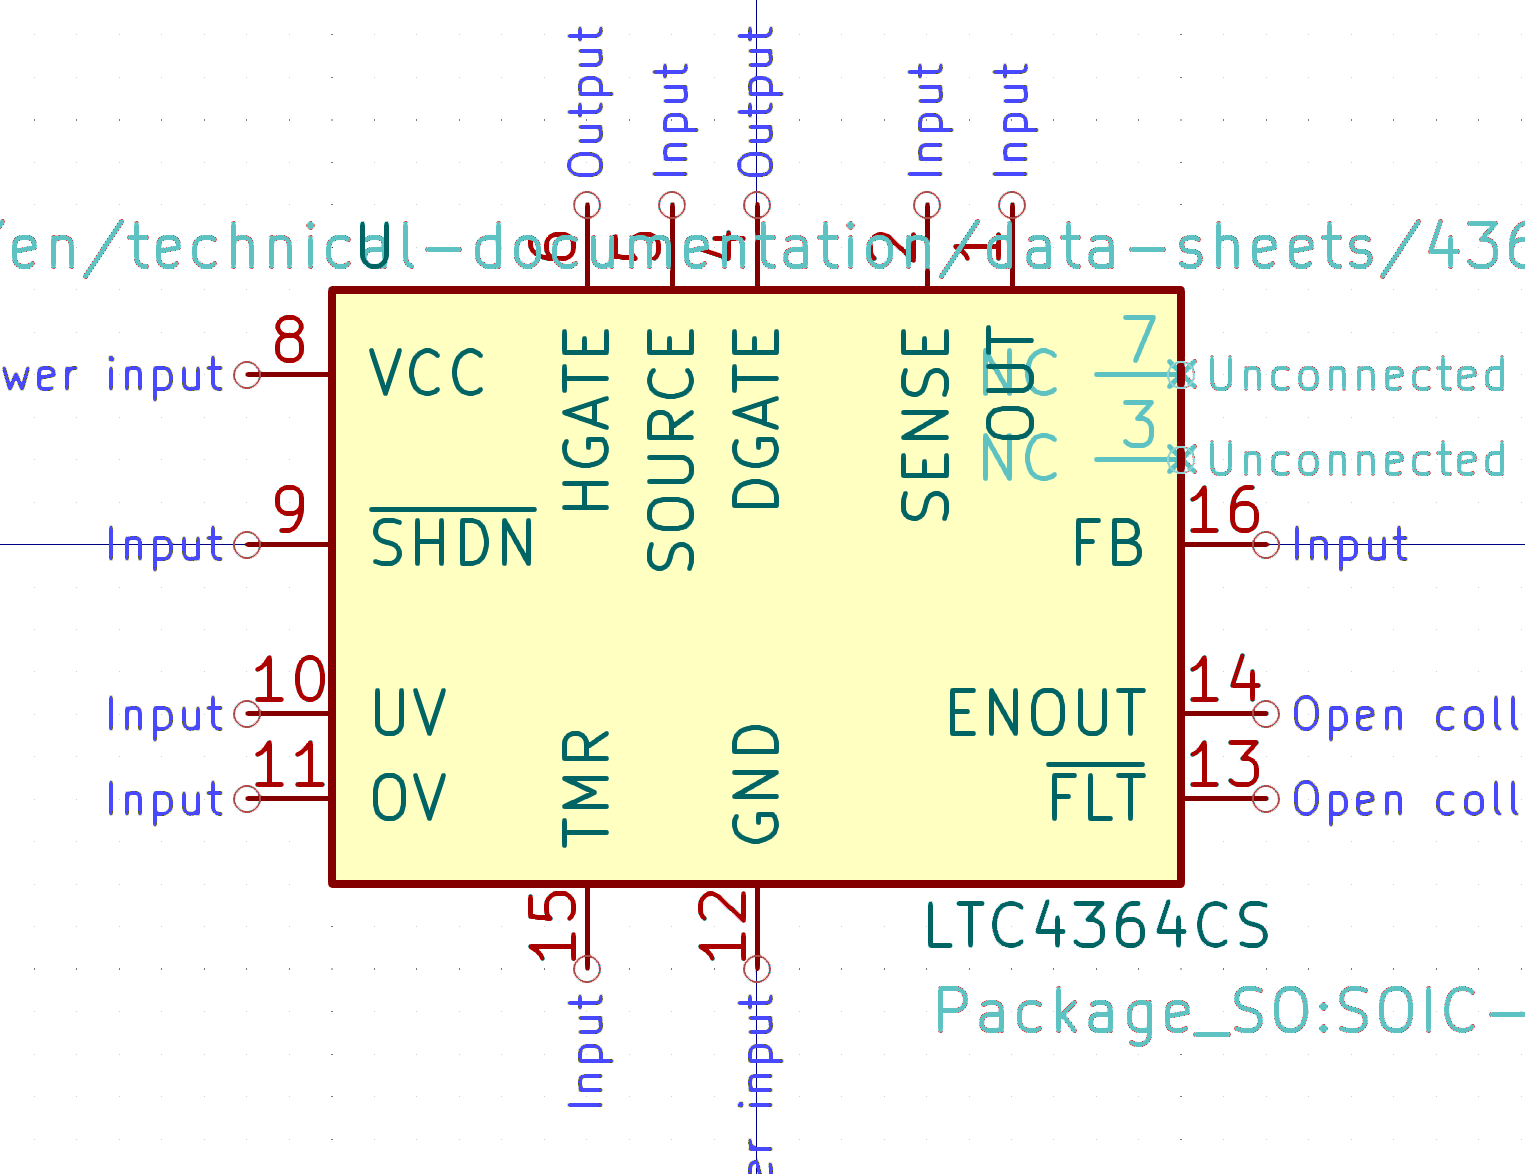 Output
Input
Output
Input
Input
/en/technical-documentation/data-sheets/436
U
6
5
4
2
1
8
VCC
wer input
HGATE
SOURCE
DGATE
SENSE
OUT
NC
7
Unconnected
NC
3
Unconnected
9
SHDN
Input
FB
16
Input
10
UV
Input
ENOUT
14
Open coll
11
OV
Input
FLT
13
Open coll
TMR
GND
15
12
LTC4364CS
Package_SO:SOIC-
Input
er input